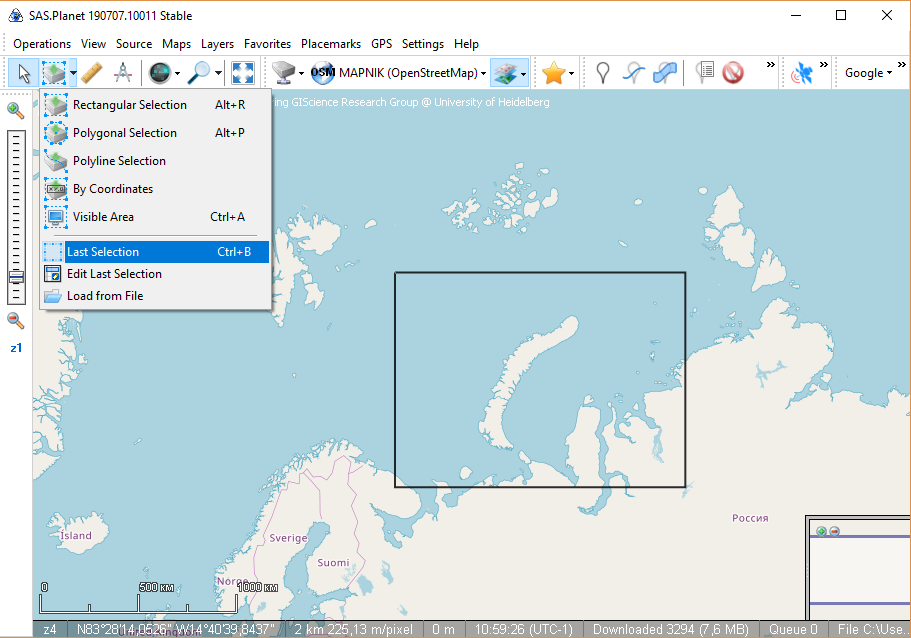 SAS.Planet 190707.10011 Stable
Operations View Source Maps Layers Favorites Placemarks GPS Settings Help
OSM MAPNIK (OpenStreetMap) » » Google »
ring GIScience Research Group @ University of Heidelberg
Rectangular Selection Alt+R
Polygonal Selection Alt+P
Polyline Selection
By Coordinates
Visible Area Ctrl+A
Last Selection Ctrl+B
Edit Last Selection
Load from File
z1
Россия
Ísland
Sverige
Suomi
Norge
0 500 км 1000 км
z4 N83°28'14,0526" W14°40'39,8437" 2 km 225,13 m/pixel 0 m 10:59:26 (UTC-1) Downloaded 3294 (7,6 MB) Queue 0 File C:\Use